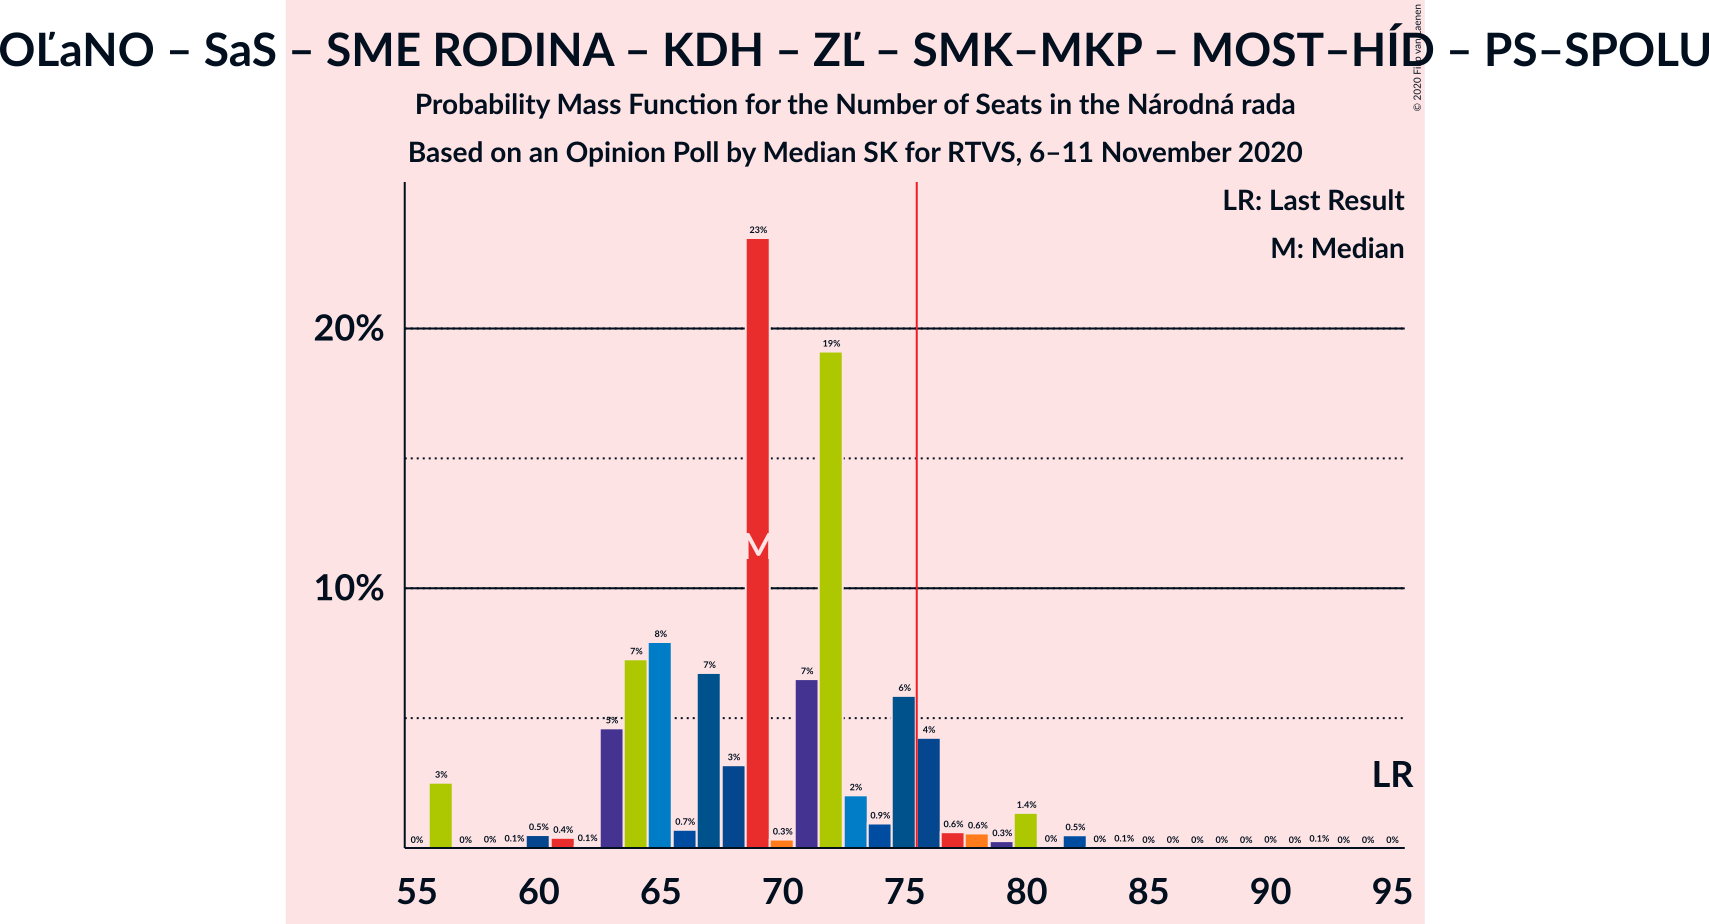 OĽaNO – SaS – SME RODINA – KDH – ZĽ – SMK–MKP – MOST–HÍD – PS–SPOLU
© 2020 Filip van Laenen
Probability Mass Function for the Number of Seats in the Národná rada
Based on an Opinion Poll by Median SK for RTVS, 6–11 November 2020
LR: Last Result
M: Median
20%
10%
0% 3% 0% 0% 0.1% 0.5% 0.4% 0.1% 5% 7% 8% 0.7% 7% 3% 23% 0.3% 7% 19% 2% 0.9% 6% 4% 0.6% 0.6% 0.3% 1.4% 0% 0.5% 0% 0.1% 0% 0% 0% 0% 0% 0% 0% 0.1% 0% 0% 0%
M
LR
55 60 65 70 75 80 85 90 95